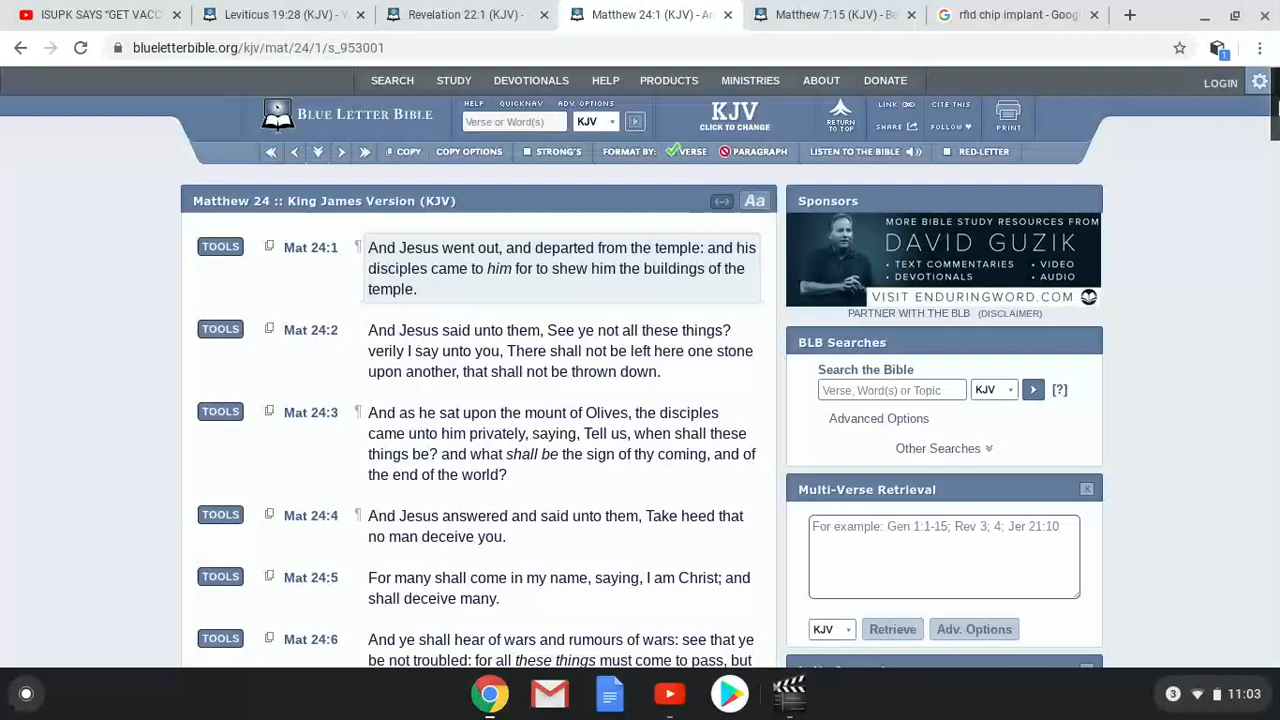 ISUPK SAYS "GET VACC
Leviticus 19:28 (KJV) - Y
Revelation 22:1 (KJV) -
Matthew 24:1 (KJV) - An
Matthew 7:15 (KJV) - Be
rfid chip implant - Goog
blueletterbible.org/kjv/mat/24/1/s_953001
1
SEARCH STUDY DEVOTIONALS HELP PRODUCTS MINISTRIES ABOUT DONATE
LOGIN
BLUE LETTER BIBLE
HELP QUICKNAV ADV. OPTIONS
Verse or Word(s) KJV
KJV
CLICK TO CHANGE
RETURN
TO TOP
LINK CITE THIS
SHARE FOLLOW
PRINT
COPY COPY OPTIONS STRONG'S FORMAT BY: VERSE PARAGRAPH LISTEN TO THE BIBLE RED-LETTER
Matthew 24 :: King James Version (KJV) Aa
TOOLS Mat 24:1 ¶ And Jesus went out, and departed from the temple: and his
disciples came to him for to shew him the buildings of the
temple.
TOOLS Mat 24:2 And Jesus said unto them, See ye not all these things?
verily I say unto you, There shall not be left here one stone
upon another, that shall not be thrown down.
TOOLS Mat 24:3 ¶ And as he sat upon the mount of Olives, the disciples
came unto him privately, saying, Tell us, when shall these
things be? and what shall be the sign of thy coming, and of
the end of the world?
TOOLS Mat 24:4 ¶ And Jesus answered and said unto them, Take heed that
no man deceive you.
TOOLS Mat 24:5 For many shall come in my name, saying, I am Christ; and
shall deceive many.
TOOLS Mat 24:6 And ye shall hear of wars and rumours of wars: see that ye
be not troubled: for all these things must come to pass, but
Sponsors
MORE BIBLE STUDY RESOURCES FROM
DAVID GUZIK
• TEXT COMMENTARIES • VIDEO
• DEVOTIONALS • AUDIO
VISIT ENDURINGWORD.COM
PARTNER WITH THE BLB (DISCLAIMER)
BLB Searches
Search the Bible
Verse, Word(s) or Topic KJV [?]
Advanced Options
Other Searches
Multi-Verse Retrieval
For example: Gen 1:1-15; Rev 3; 4; Jer 21:10
KJV Retrieve Adv. Options
3 11:03